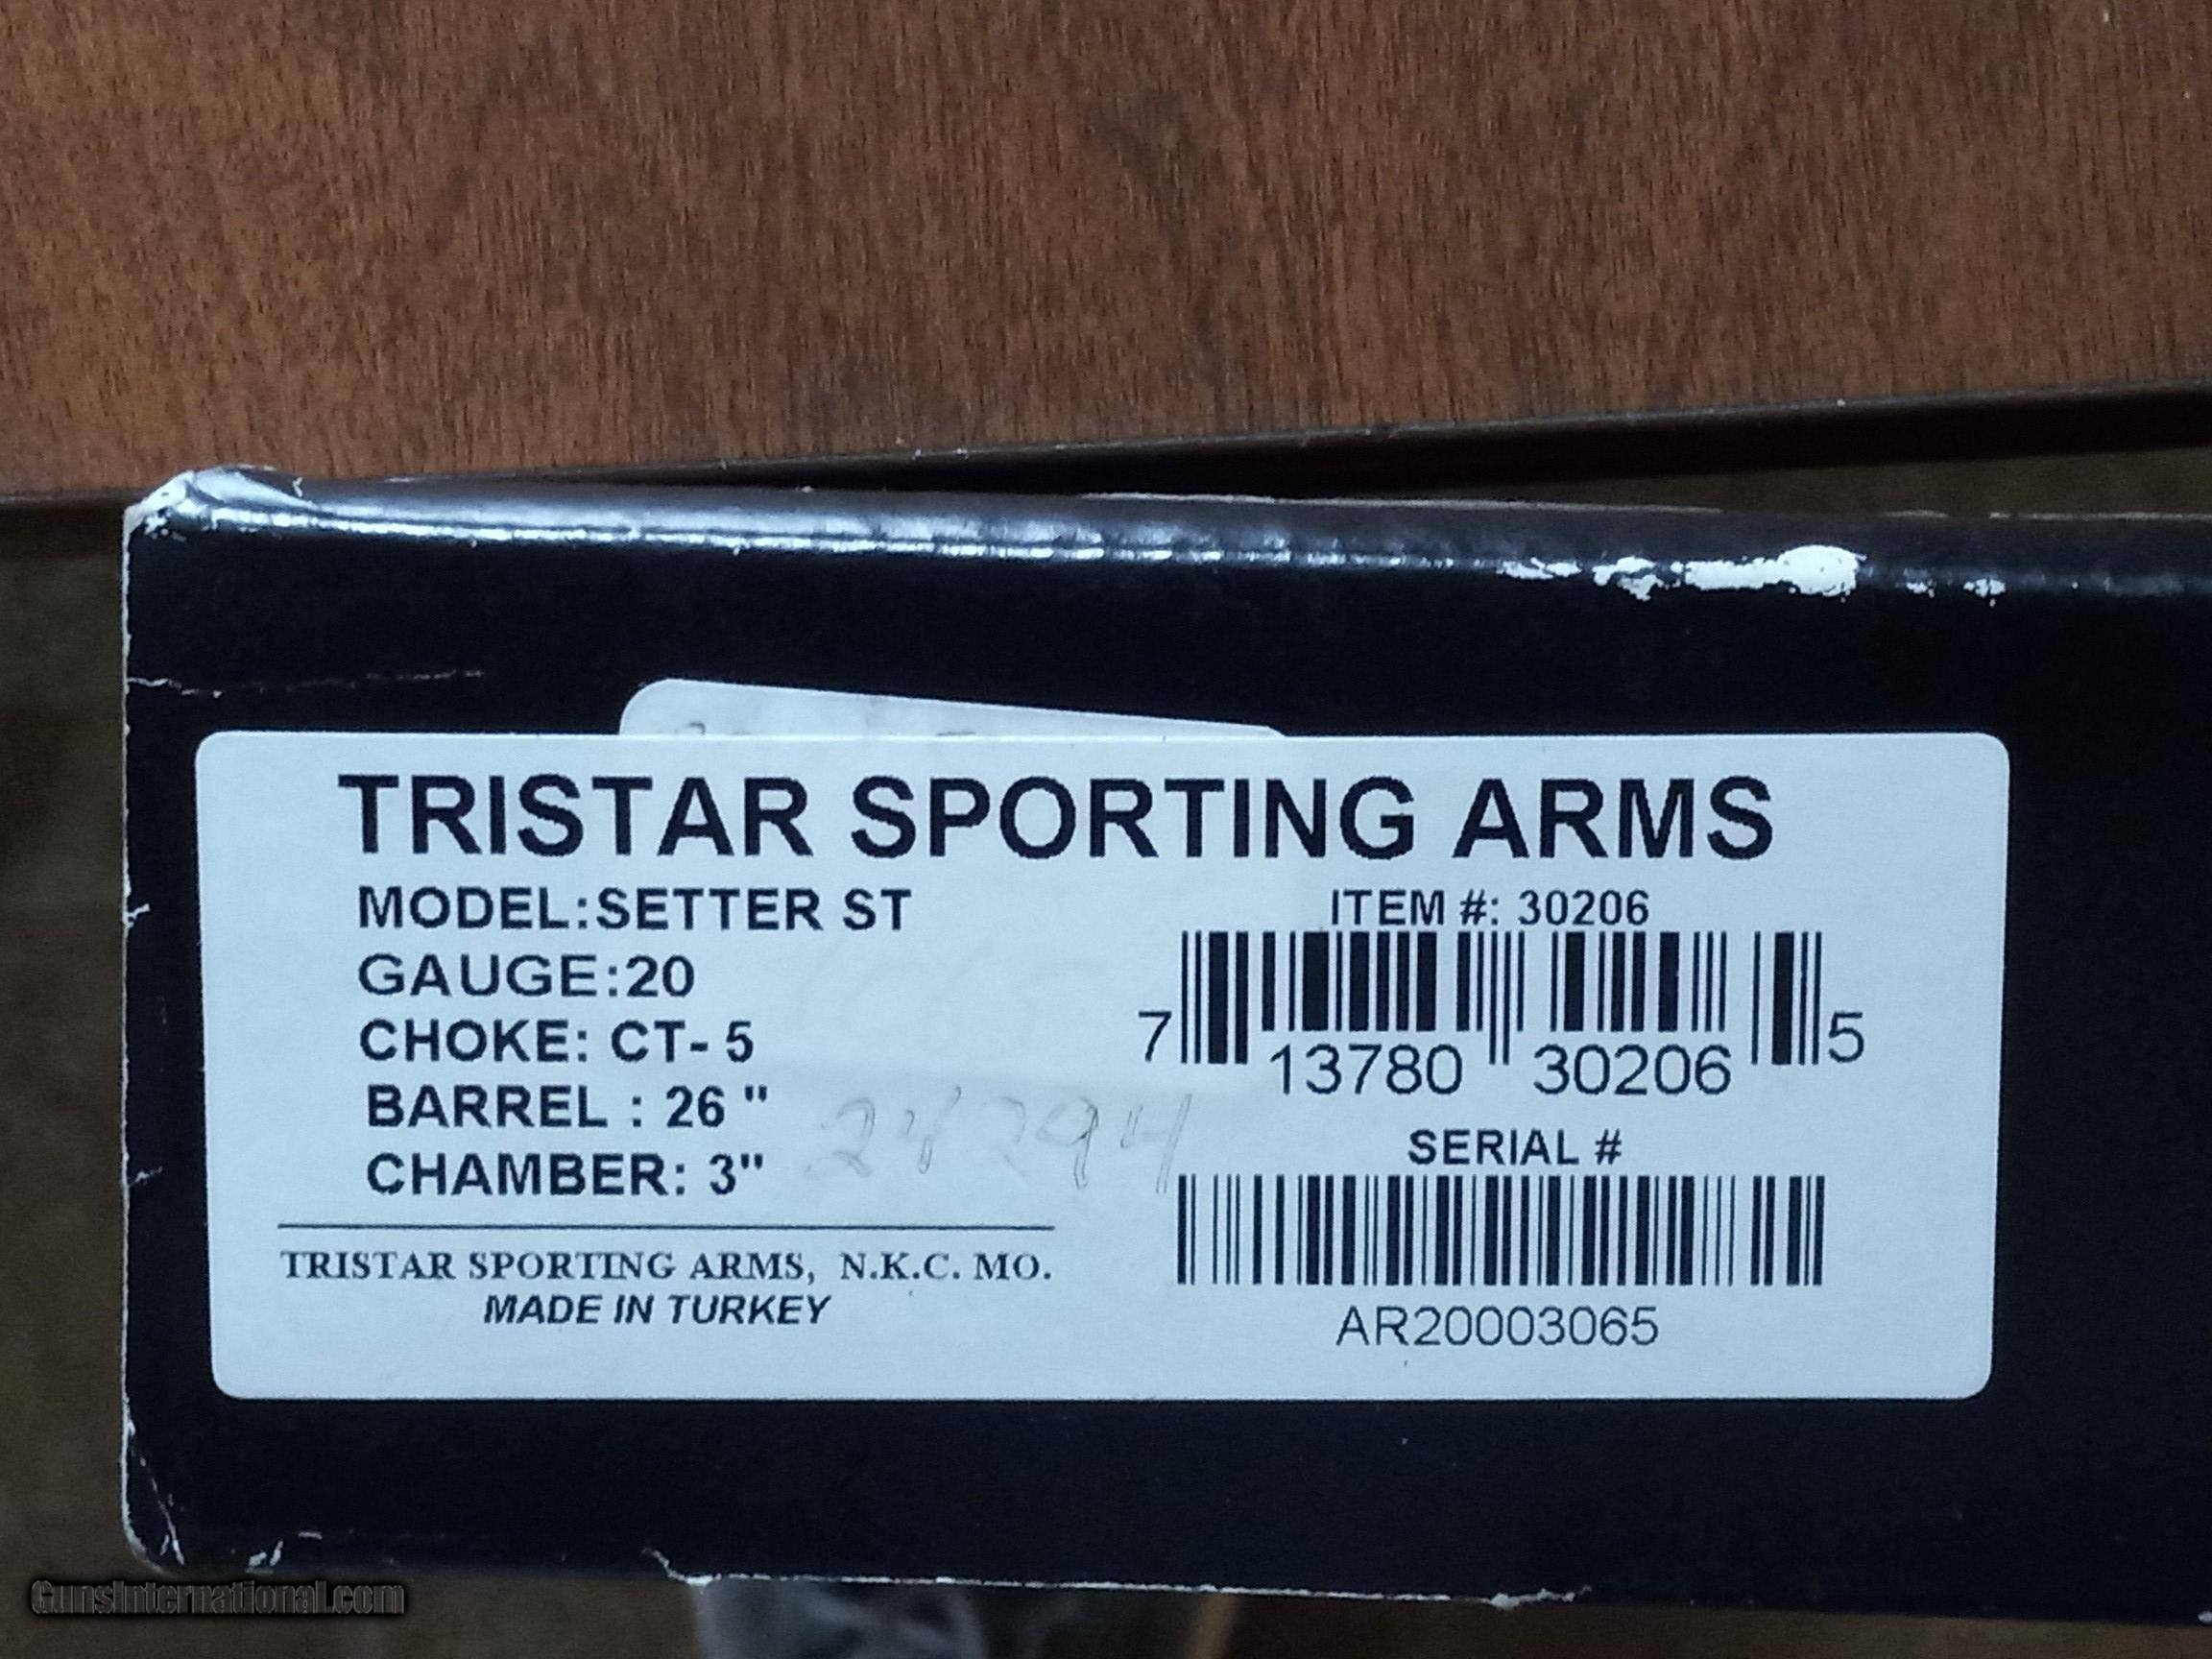 TRISTAR SPORTING ARMS
MODEL:SETTER ST
GAUGE:20
CHOKE: CT- 5
BARREL : 26 "
CHAMBER: 3"
TRISTAR SPORTING ARMS, N.K.C. MO.
MADE IN TURKEY
ITEM #: 30206
7 13780 30206 5
SERIAL #
AR20003065
GunsInternational.com